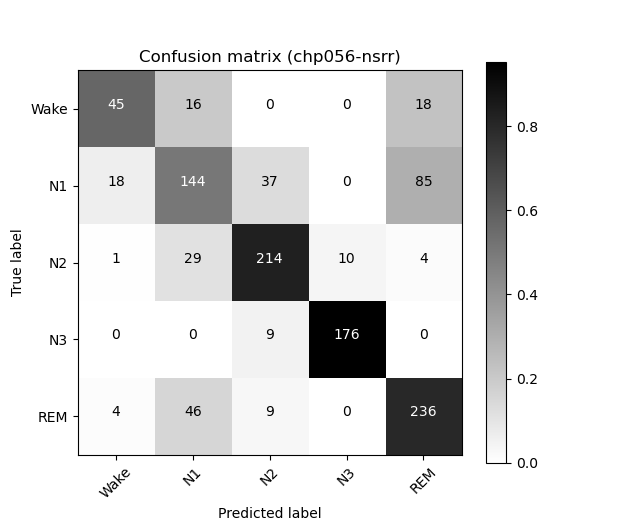 Confusion matrix (chp056-nsrr)
True label
Wake 45 16 0 0 18
N1 18 144 37 0 85
N2 1 29 214 10 4
N3 0 0 9 176 0
REM 4 46 9 0 236
Wake N1 N2 N3 REM
Predicted label
0.8
0.6
0.4
0.2
0.0